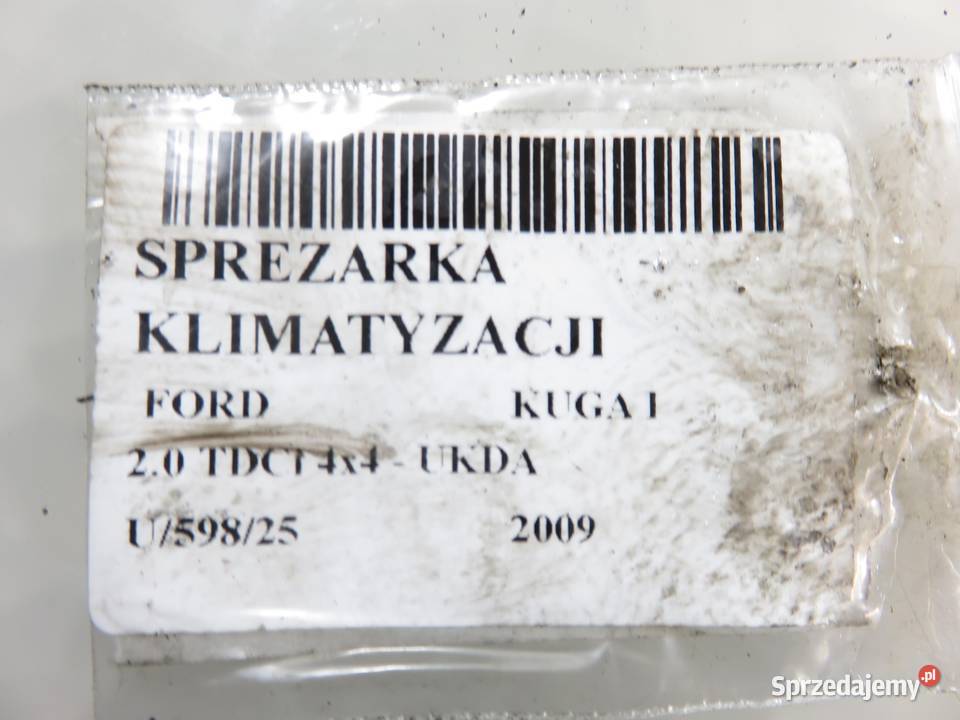 SPREZARKA
KLIMATYZACJI
FORD KUGA I
2.0 TDCI 4x4 - UKDA
U/598/25 2009
Sprzedajemy.pl